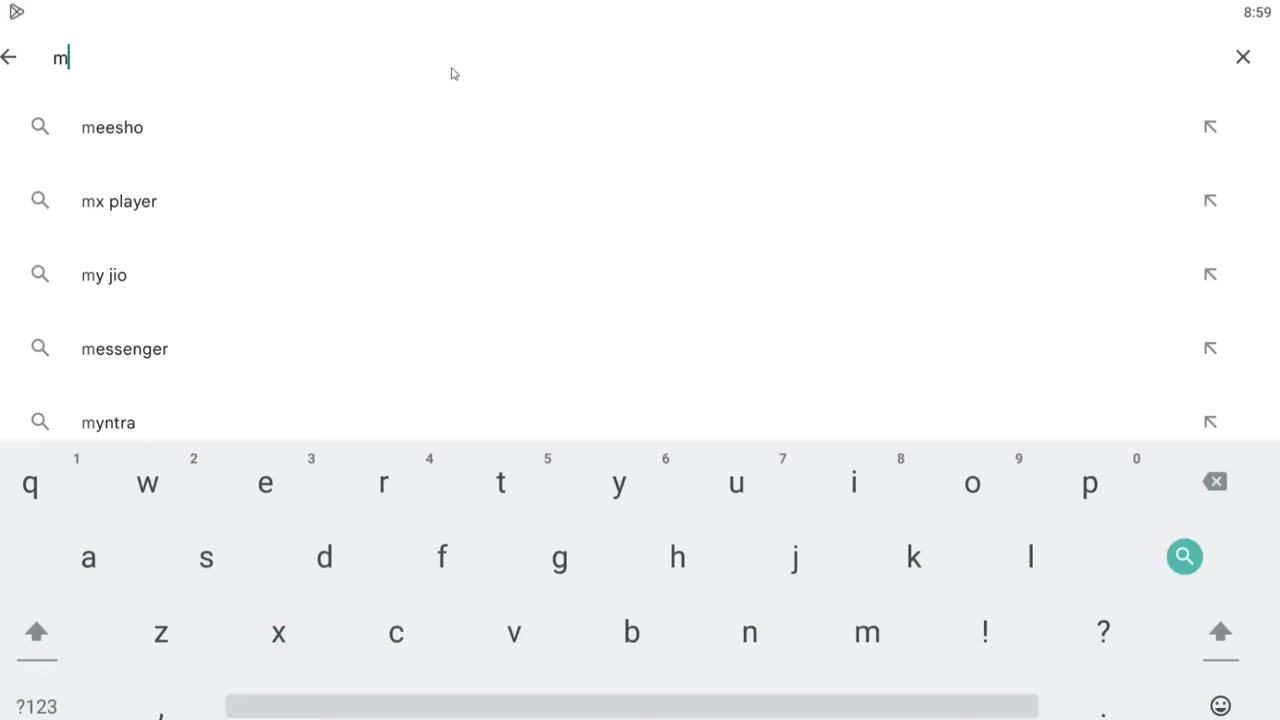 8:59
m
meesho
mx player
my jio
messenger
myntra
1 2 3 4 5 6 7 8 9 0
q w e r t y u i o p
a s d f g h j k l
z x c v b n m ! ?
?123 , .